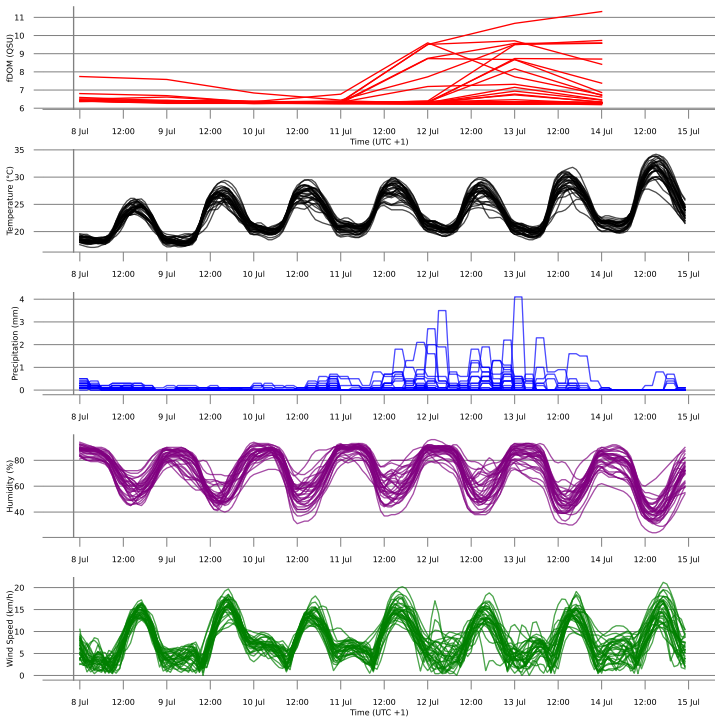 fDOM (QSU)
11
10
9
8
7
6
8 Jul 12:00 9 Jul 12:00 10 Jul 12:00 11 Jul 12:00 12 Jul 12:00 13 Jul 12:00 14 Jul 12:00 15 Jul
Time (UTC +1)
Temperature (°C)
35
30
25
20
8 Jul 12:00 9 Jul 12:00 10 Jul 12:00 11 Jul 12:00 12 Jul 12:00 13 Jul 12:00 14 Jul 12:00 15 Jul
Precipitation (mm)
4
3
2
1
0
8 Jul 12:00 9 Jul 12:00 10 Jul 12:00 11 Jul 12:00 12 Jul 12:00 13 Jul 12:00 14 Jul 12:00 15 Jul
Humidity (%)
80
60
40
8 Jul 12:00 9 Jul 12:00 10 Jul 12:00 11 Jul 12:00 12 Jul 12:00 13 Jul 12:00 14 Jul 12:00 15 Jul
Wind Speed (km/h)
20
15
10
5
0
8 Jul 12:00 9 Jul 12:00 10 Jul 12:00 11 Jul 12:00 12 Jul 12:00 13 Jul 12:00 14 Jul 12:00 15 Jul
Time (UTC +1)